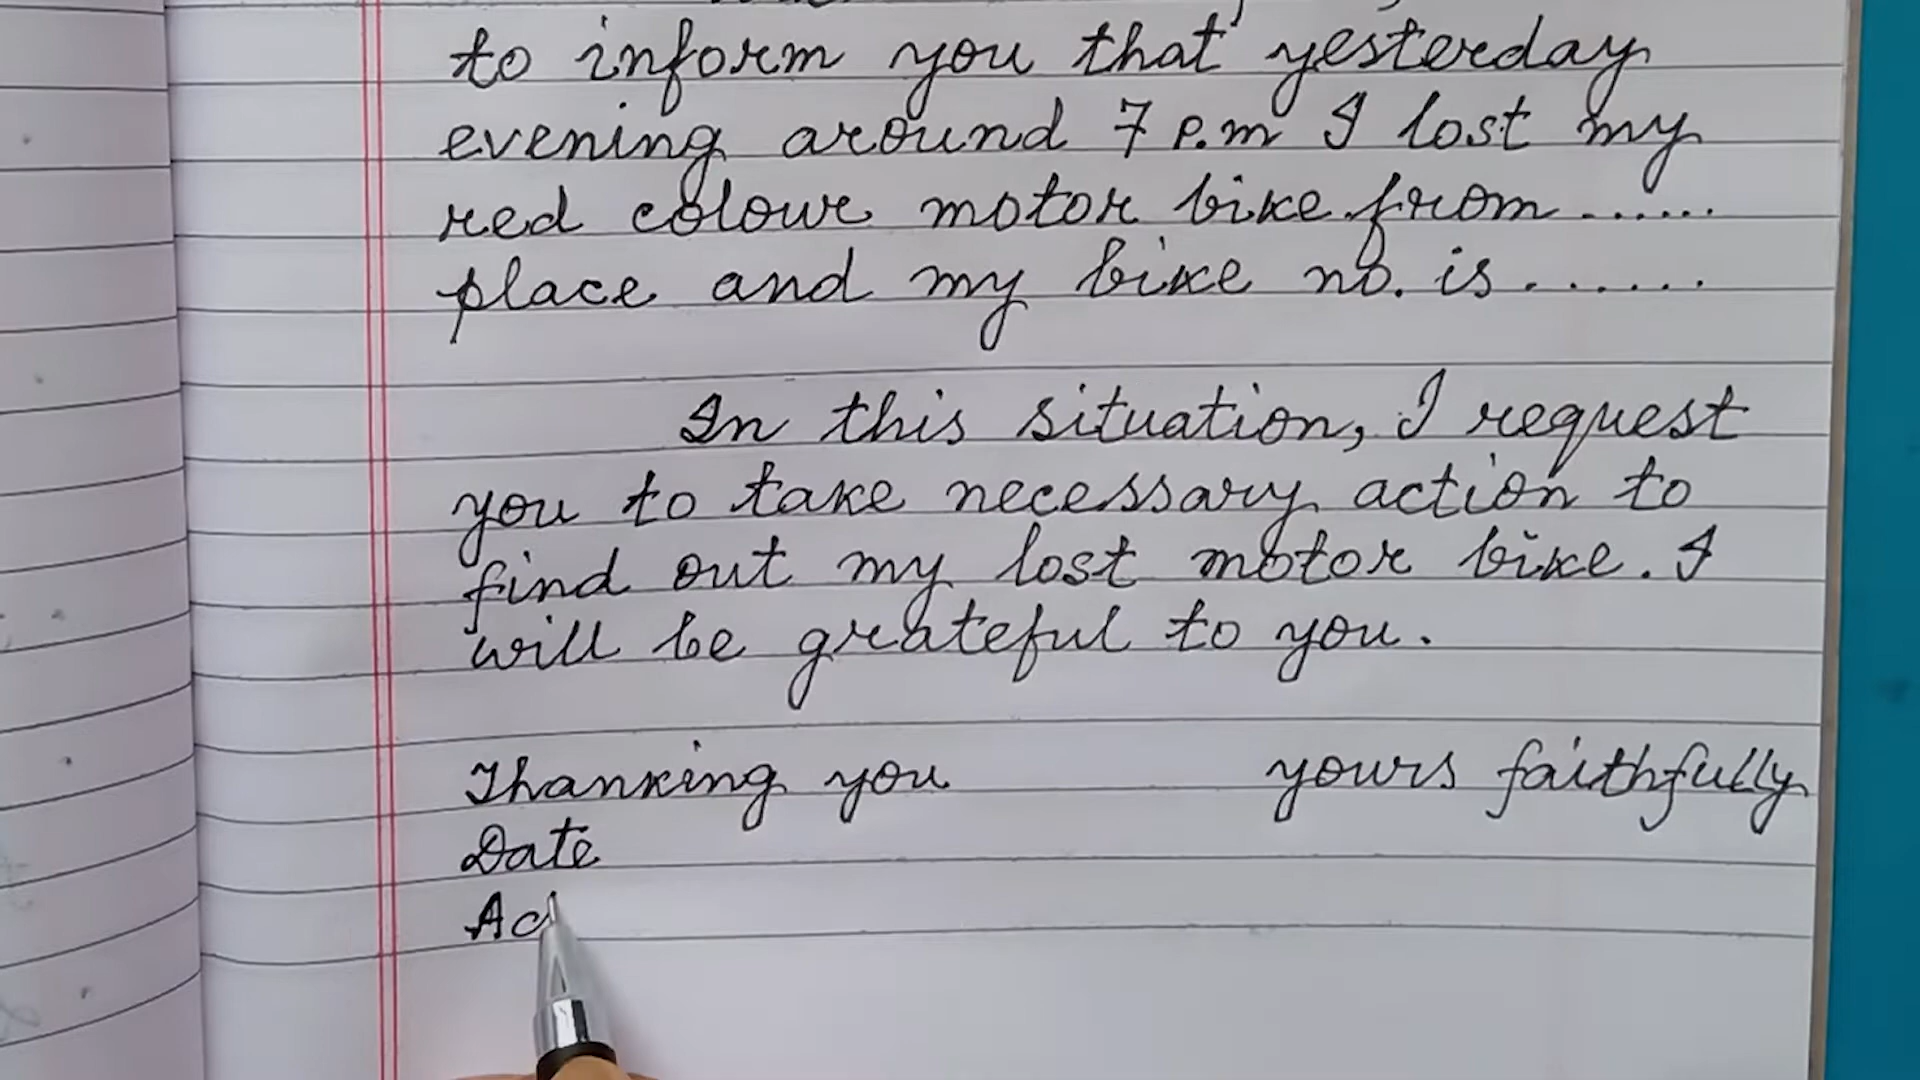 to inform you that yesterday
evening around 7 P.m I lost my
red colour motor bike from ......
place and my bike no. is .......
In this situation, I request
you to take necessary action to
find out my lost motor bike. I
will be grateful to you.
Thanking you yours faithfully
Date
Ad